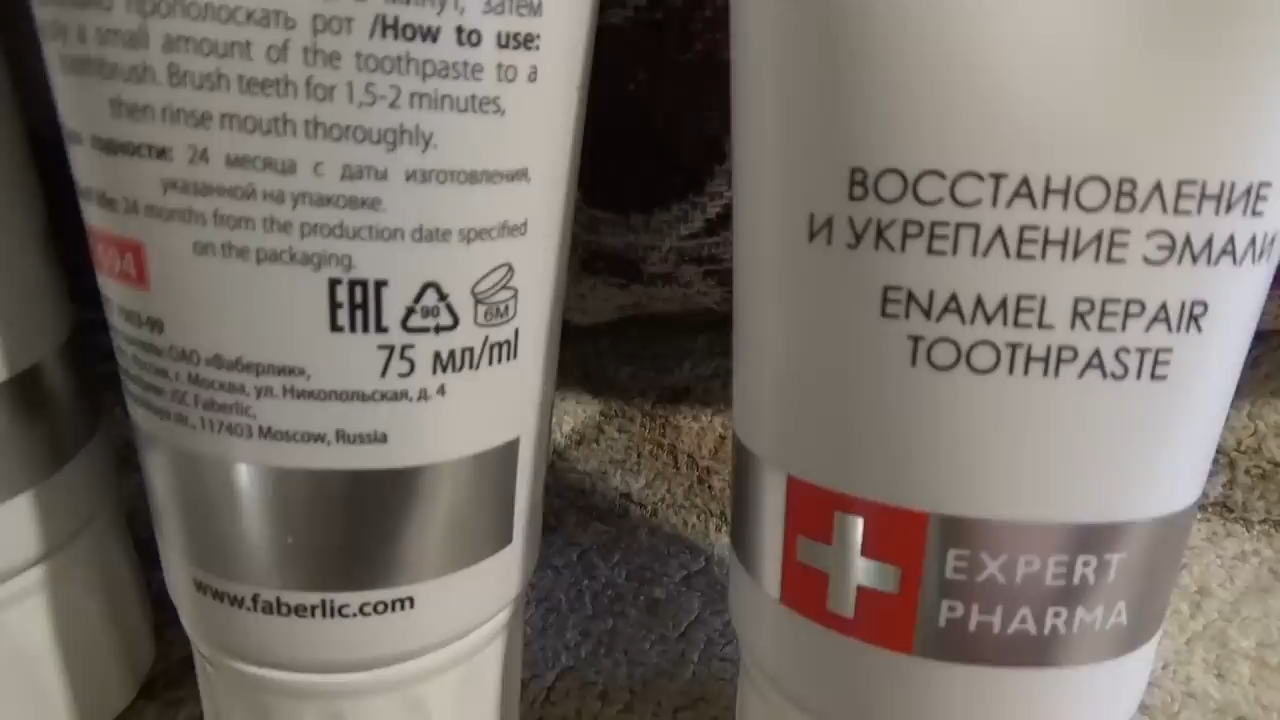 прополоскать рот /How to use:
a small amount of the toothpaste to a
Brush teeth for 1,5-2 minutes,
then rinse mouth thoroughly.
годности: 24 месяца с даты изготовления,
указанной на упаковке.
24 months from the production date specified
on the packaging.
EAC 90 6M
75 мл/ml
ОАО «Фаберлик»,
г. Москва, ул. Никопольская, д. 4
JSC Faberlic,
117403 Moscow, Russia
www.faberlic.com
ВОССТАНОВЛЕНИЕ
И УКРЕПЛЕНИЕ ЭМАЛИ
ENAMEL REPAIR
TOOTHPASTE
EXPERT
PHARMA